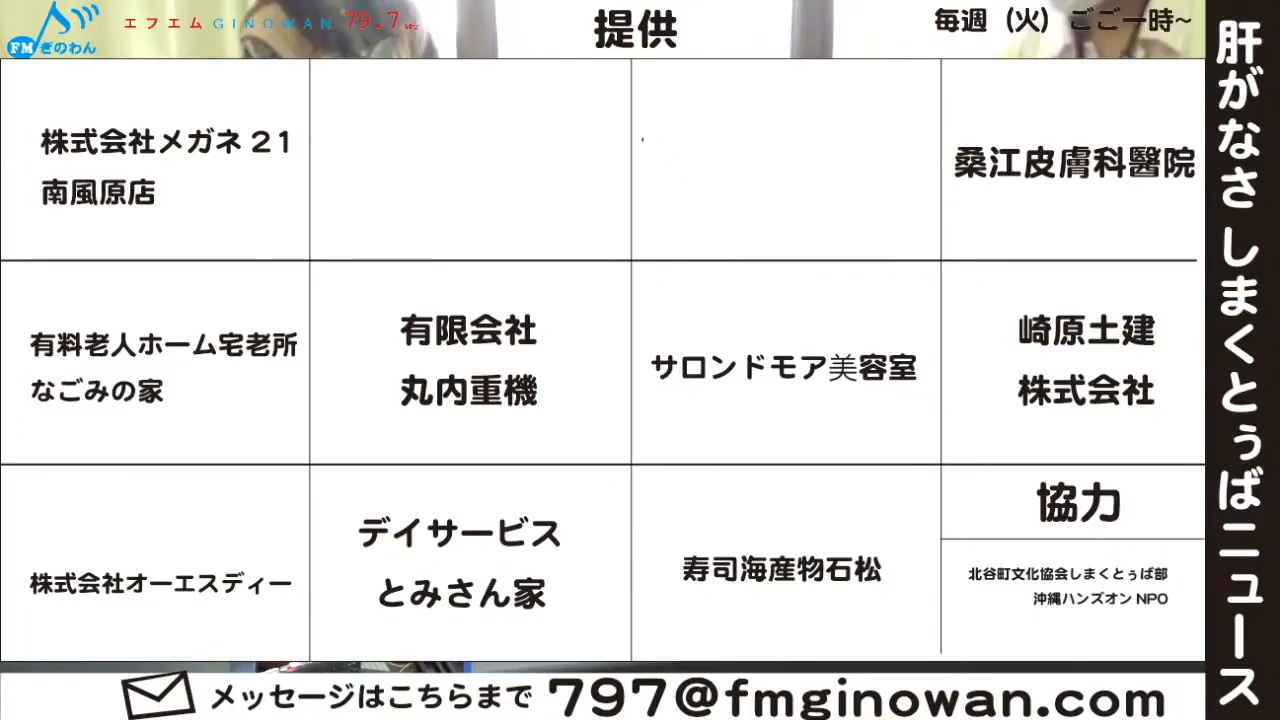 FMぎのわん
エフエム GINOWAN 79.7 MHz
提供
毎週（火）ごご一時~
株式会社メガネ21
南風原店
桑江皮膚科醫院
有料老人ホーム宅老所
なごみの家
有限会社
丸内重機
サロンドモア美容室
崎原土建
株式会社
株式会社オーエスディー
デイサービス
とみさん家
寿司海産物石松
協力
北谷町文化協会しまくとぅば部
沖縄ハンズオンNPO
メッセージはこちらまで 797@fmginowan.com
肝がなさ しまくとぅばニュース